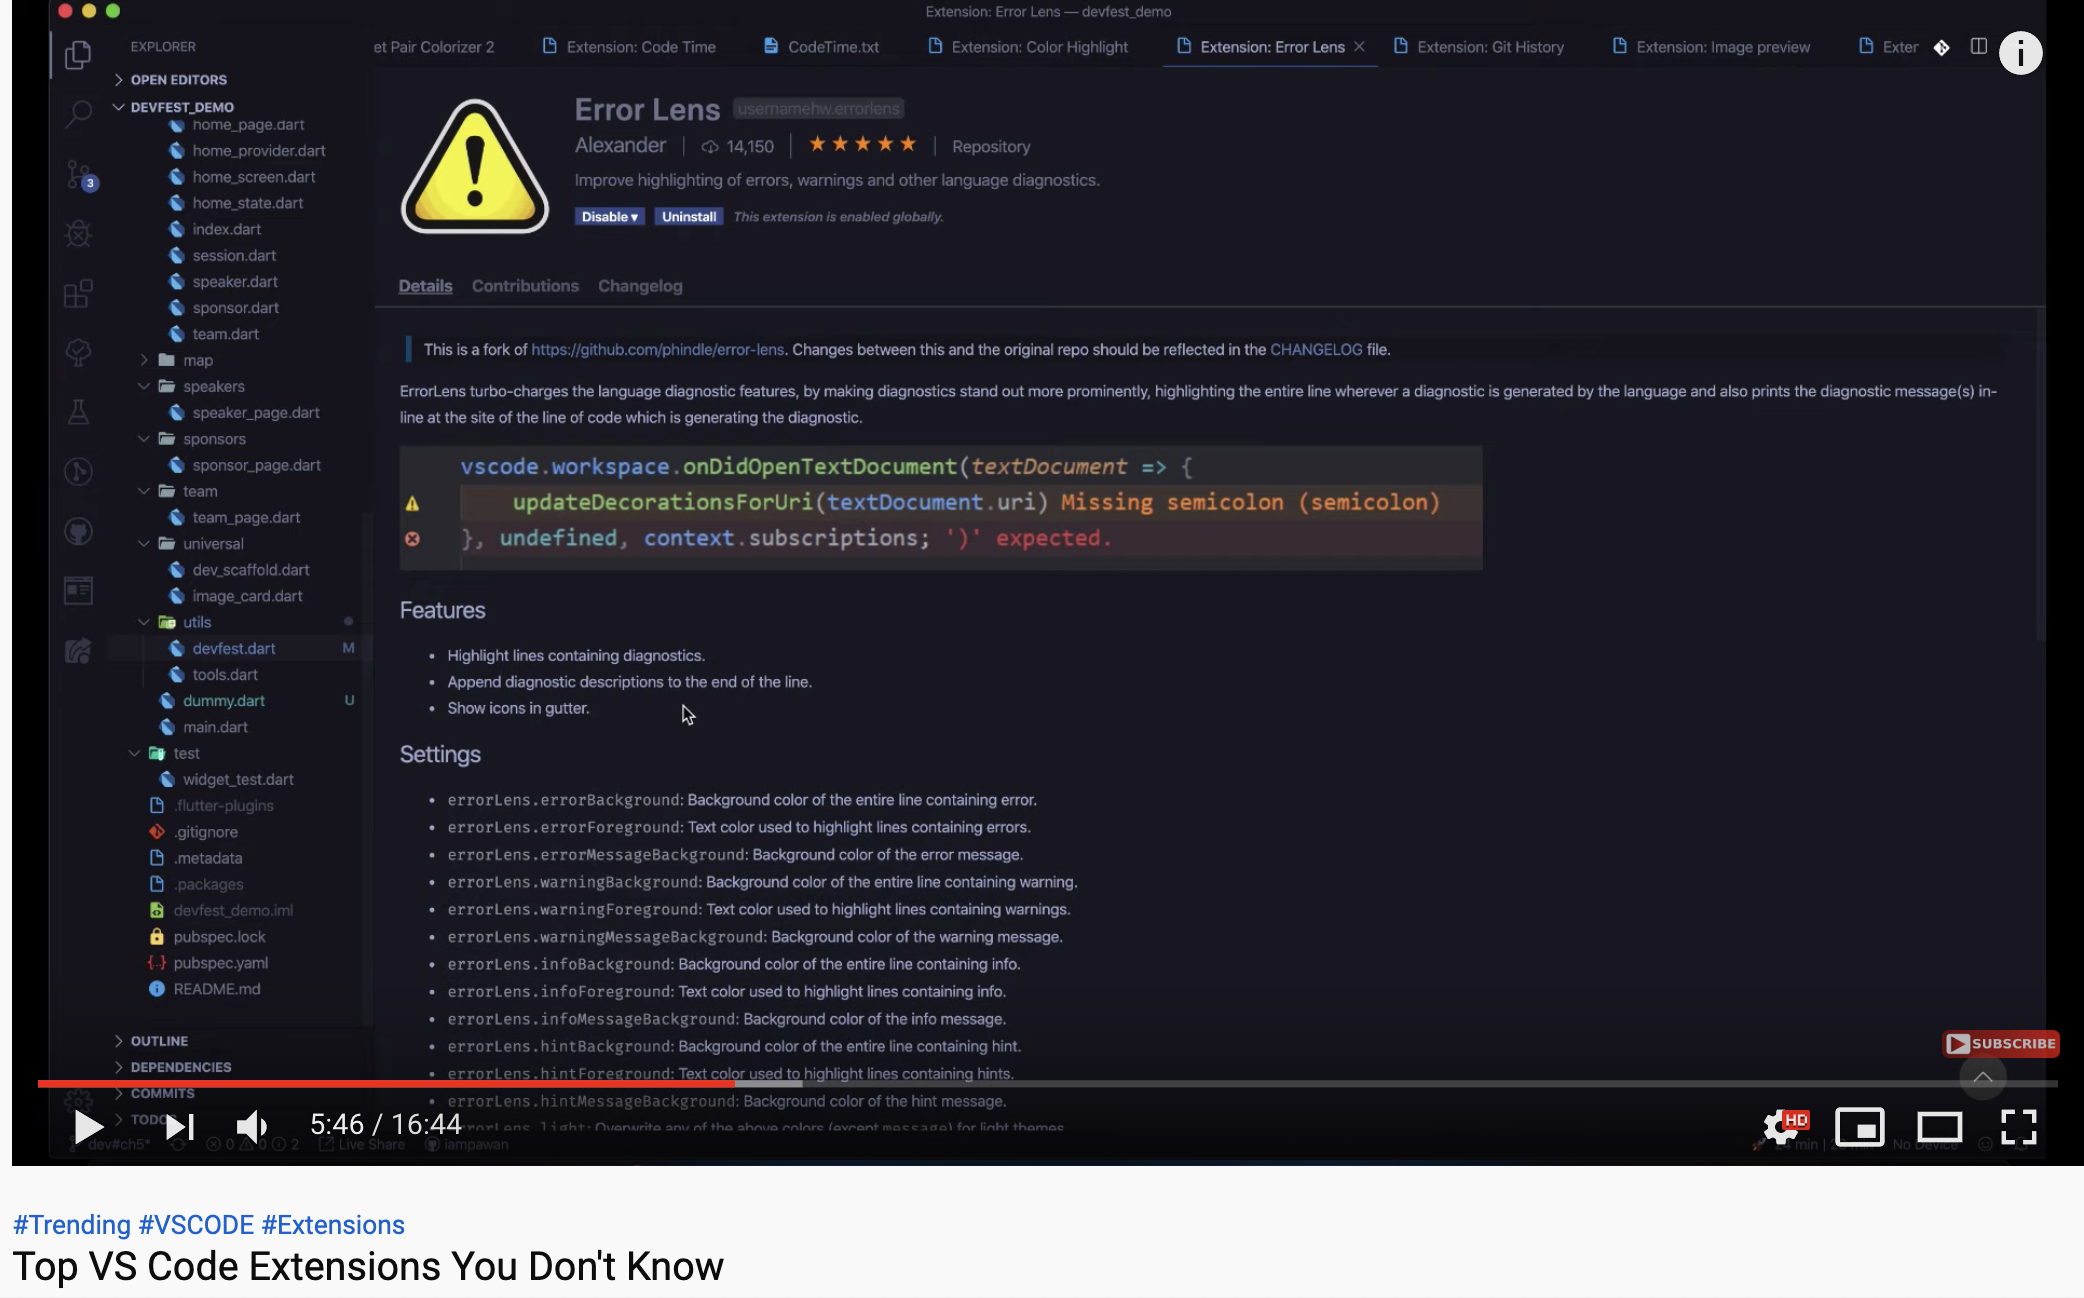 Extension: Error Lens — devfest_demo
EXPLORER
et Pair Colorizer 2
Extension: Code Time
CodeTime.txt
Extension: Color Highlight
Extension: Error Lens
Extension: Git History
Extension: Image preview
Exter
OPEN EDITORS
DEVFEST_DEMO
home_page.dart
home_provider.dart
home_screen.dart
home_state.dart
index.dart
session.dart
speaker.dart
sponsor.dart
team.dart
map
speakers
speaker_page.dart
sponsors
sponsor_page.dart
team
team_page.dart
universal
dev_scaffold.dart
image_card.dart
utils
devfest.dart M
tools.dart
dummy.dart U
main.dart
test
widget_test.dart
.flutter-plugins
.gitignore
.metadata
.packages
devfest_demo.iml
pubspec.lock
pubspec.yaml
README.md
OUTLINE
DEPENDENCIES
COMMITS
TODOS
3
Error Lens usernamehw.errorlens
Alexander | 14,150 | ★★★★★ | Repository
Improve highlighting of errors, warnings and other language diagnostics.
Disable ▾ Uninstall This extension is enabled globally.
Details Contributions Changelog
This is a fork of https://github.com/phindle/error-lens. Changes between this and the original repo should be reflected in the CHANGELOG file.
ErrorLens turbo-charges the language diagnostic features, by making diagnostics stand out more prominently, highlighting the entire line wherever a diagnostic is generated by the language and also prints the diagnostic message(s) in-
line at the site of the line of code which is generating the diagnostic.
vscode.workspace.onDidOpenTextDocument(textDocument => {
updateDecorationsForUri(textDocument.uri) Missing semicolon (semicolon)
}, undefined, context.subscriptions; ')' expected.
Features
• Highlight lines containing diagnostics.
• Append diagnostic descriptions to the end of the line.
• Show icons in gutter.
Settings
• errorLens.errorBackground: Background color of the entire line containing error.
• errorLens.errorForeground: Text color used to highlight lines containing errors.
• errorLens.errorMessageBackground: Background color of the error message.
• errorLens.warningBackground: Background color of the entire line containing warning.
• errorLens.warningForeground: Text color used to highlight lines containing warnings.
• errorLens.warningMessageBackground: Background color of the warning message.
• errorLens.infoBackground: Background color of the entire line containing info.
• errorLens.infoForeground: Text color used to highlight lines containing info.
• errorLens.infoMessageBackground: Background color of the info message.
• errorLens.hintBackground: Background color of the entire line containing hint.
• errorLens.hintForeground: Text color used to highlight lines containing hints.
• errorLens.hintMessageBackground: Background color of the hint message.
errorLens.light: Overwrite any of the above colors (except message) for light themes
SUBSCRIBE
5:46 / 16:44
HD
dev#ch5* 0 0 2 Live Share iampawan
min | No Device
#Trending #VSCODE #Extensions
Top VS Code Extensions You Don't Know